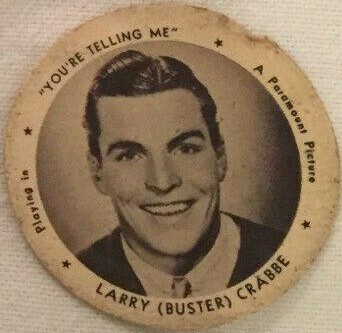 Playing in
"YOU'RE TELLING ME"
A Paramount Picture
LARRY (BUSTER) CRABBE